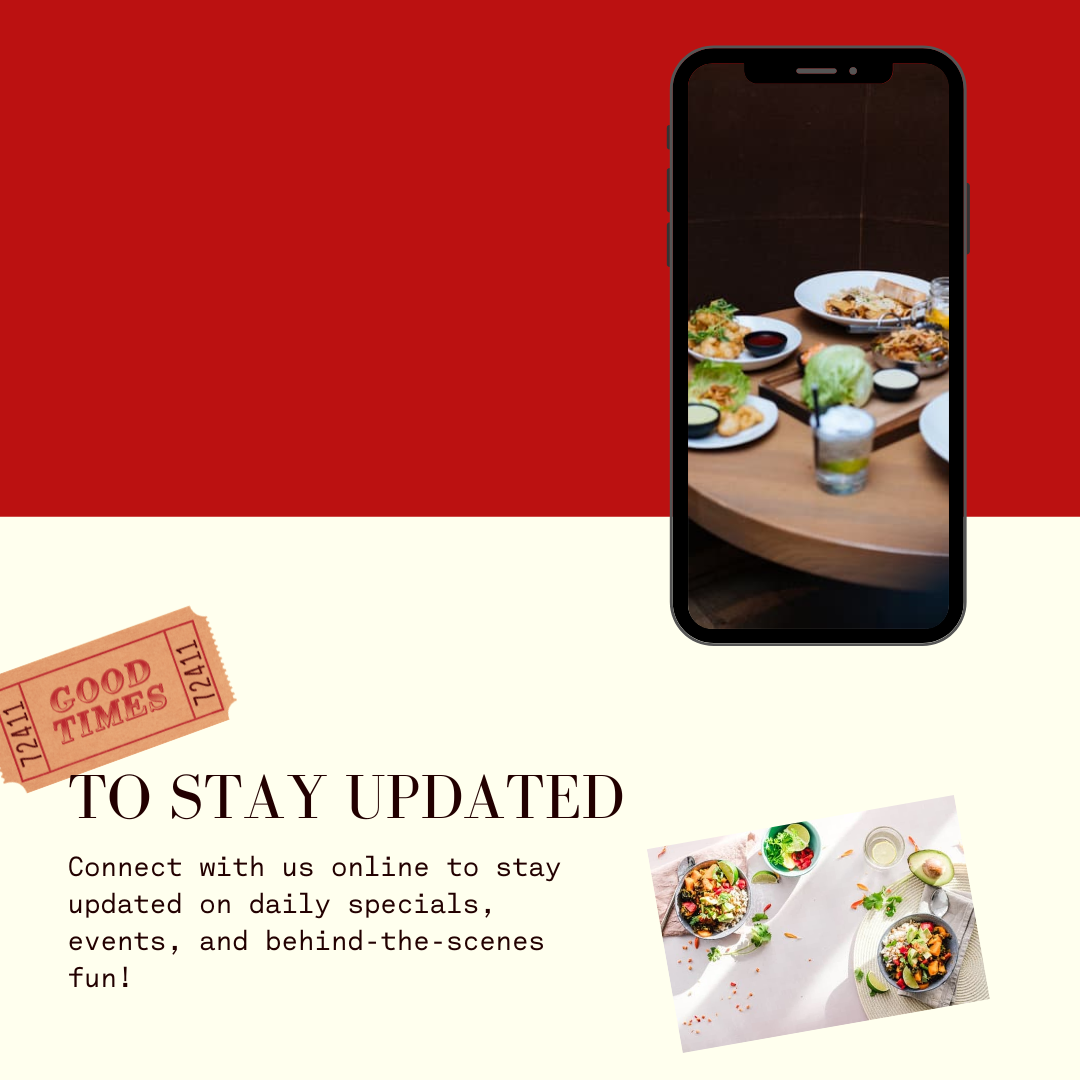 GOOD
TIMES
72411
72411
TO STAY UPDATED
Connect with us online to stay
updated on daily specials,
events, and behind-the-scenes
fun!